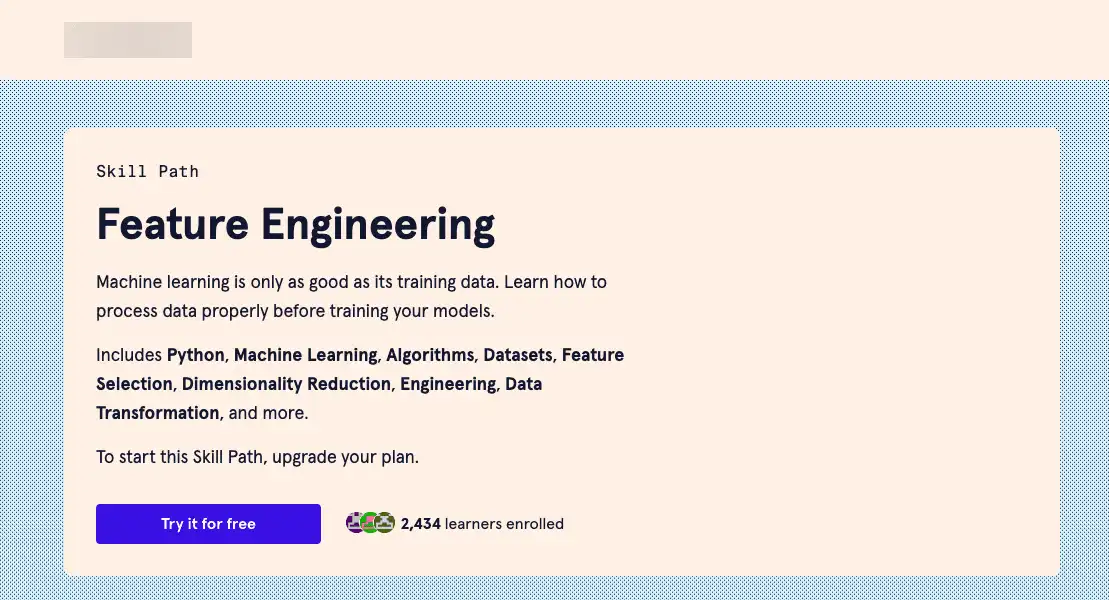 Skill Path
Feature Engineering
Machine learning is only as good as its training data. Learn how to
process data properly before training your models.
Includes Python, Machine Learning, Algorithms, Datasets, Feature
Selection, Dimensionality Reduction, Engineering, Data
Transformation, and more.
To start this Skill Path, upgrade your plan.
Try it for free
2,434 learners enrolled